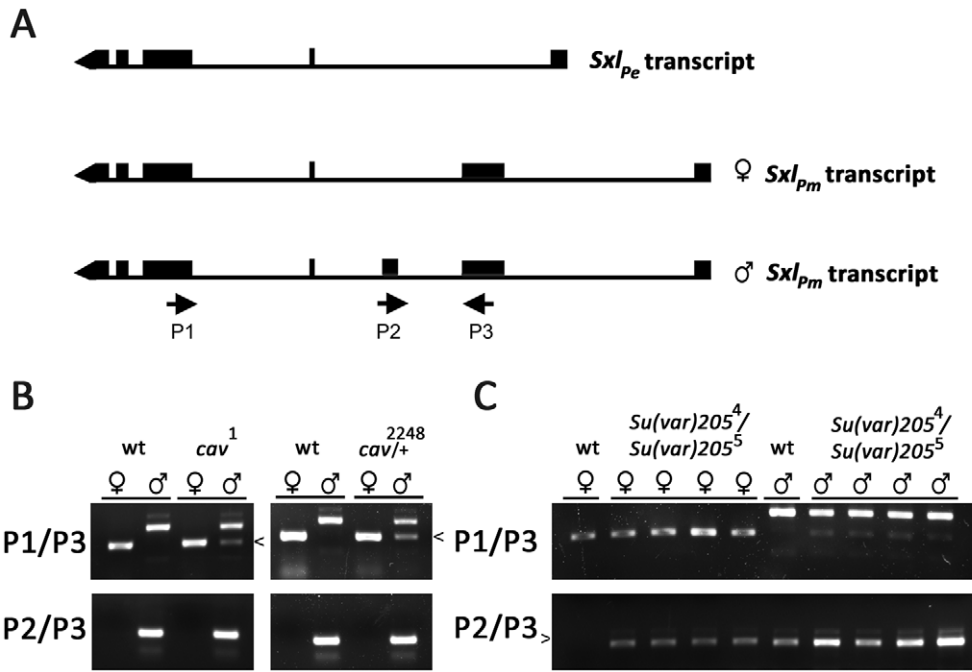 A
Sxl_Pe transcript
♀ Sxl_Pm transcript
♂ Sxl_Pm transcript
P1 P2 P3
B
wt cav^1 wt cav^2248/+
♀ ♂ ♀ ♂ ♀ ♂ ♀ ♂
P1/P3 < <
P2/P3
C
wt Su(var)205^4/ Su(var)205^5 wt Su(var)205^4/ Su(var)205^5
♀ ♀ ♀ ♀ ♀ ♂ ♂ ♂ ♂ ♂
P1/P3
P2/P3 >